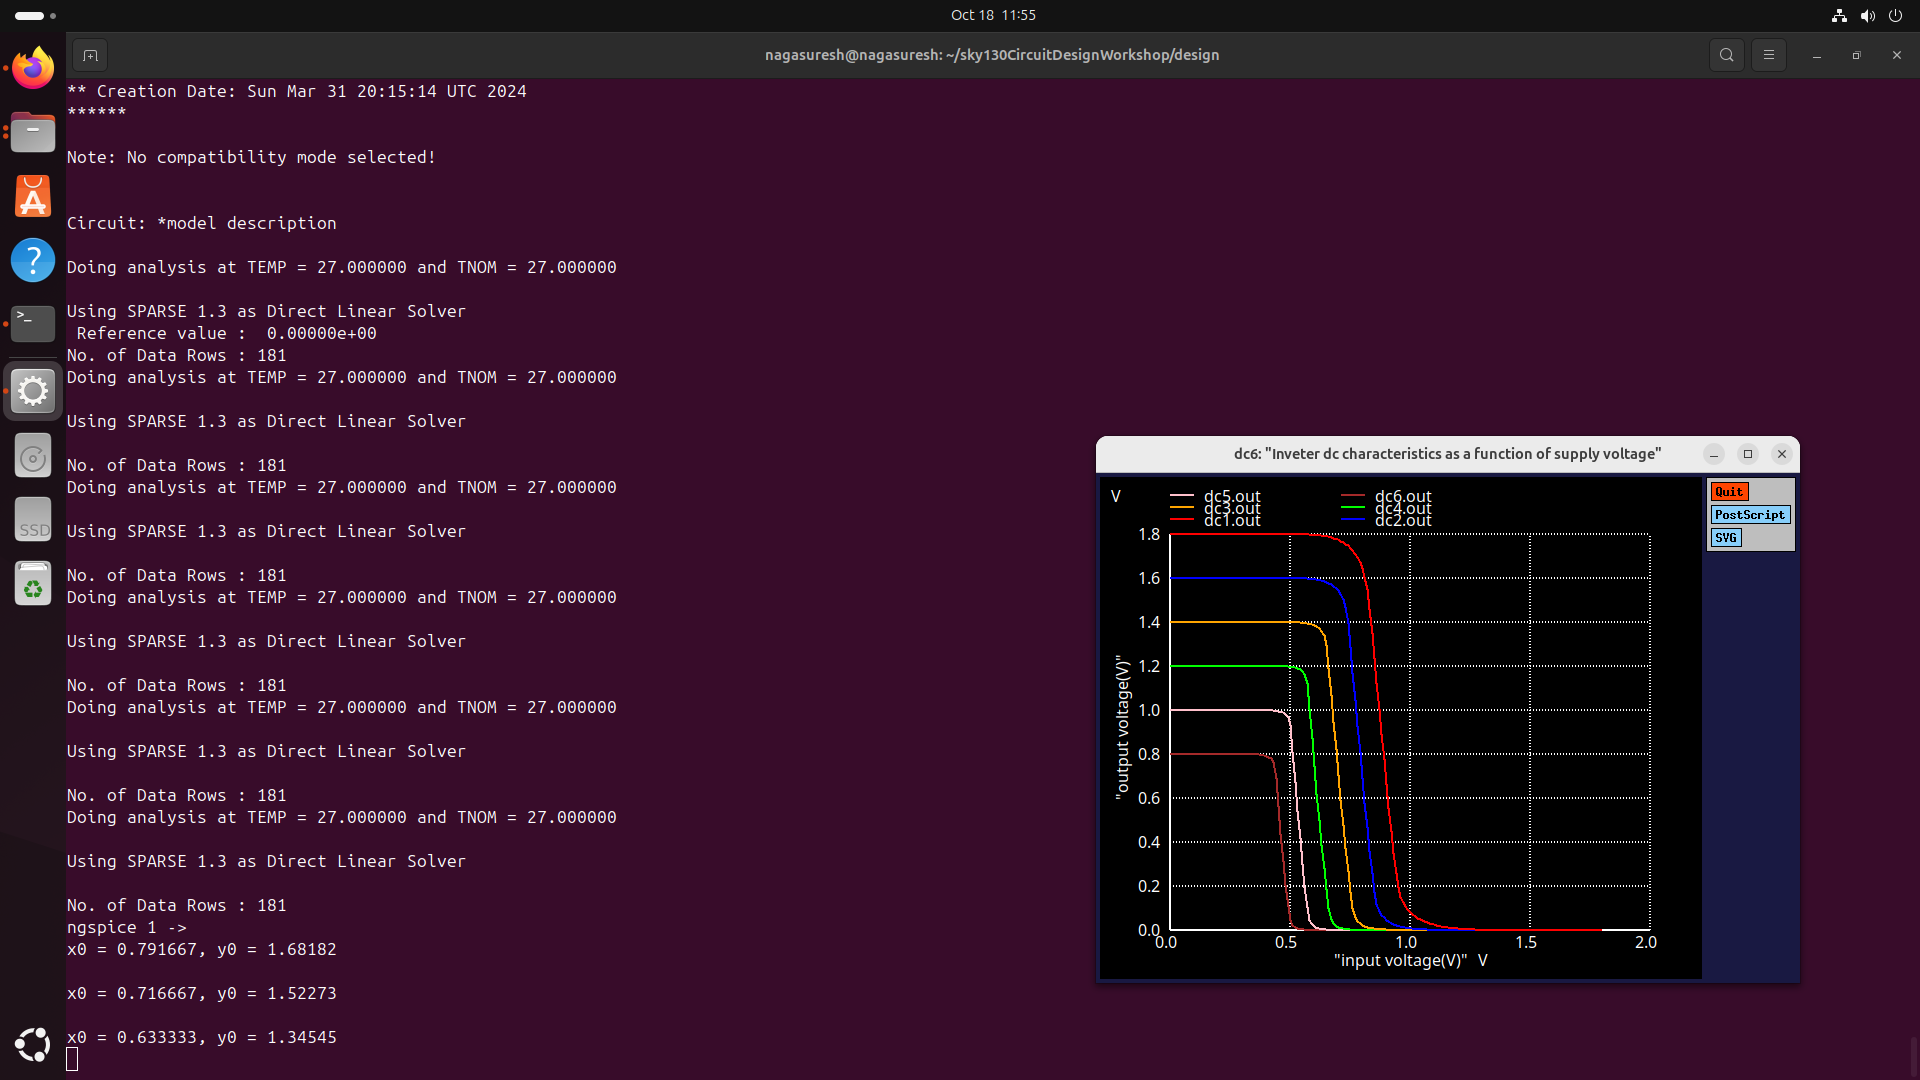 Oct 18 11:55
nagasuresh@nagasuresh: ~/sky130CircuitDesignWorkshop/design
** Creation Date: Sun Mar 31 20:15:14 UTC 2024
******
Note: No compatibility mode selected!
Circuit: *model description
Doing analysis at TEMP = 27.000000 and TNOM = 27.000000
Using SPARSE 1.3 as Direct Linear Solver
Reference value : 0.00000e+00
No. of Data Rows : 181
Doing analysis at TEMP = 27.000000 and TNOM = 27.000000
Using SPARSE 1.3 as Direct Linear Solver
No. of Data Rows : 181
Doing analysis at TEMP = 27.000000 and TNOM = 27.000000
Using SPARSE 1.3 as Direct Linear Solver
No. of Data Rows : 181
Doing analysis at TEMP = 27.000000 and TNOM = 27.000000
Using SPARSE 1.3 as Direct Linear Solver
No. of Data Rows : 181
Doing analysis at TEMP = 27.000000 and TNOM = 27.000000
Using SPARSE 1.3 as Direct Linear Solver
No. of Data Rows : 181
Doing analysis at TEMP = 27.000000 and TNOM = 27.000000
Using SPARSE 1.3 as Direct Linear Solver
No. of Data Rows : 181
ngspice 1 ->
x0 = 0.791667, y0 = 1.68182
x0 = 0.716667, y0 = 1.52273
x0 = 0.633333, y0 = 1.34545
>_
?
SSD
dc6: "Inveter dc characteristics as a function of supply voltage"
V
dc5.out dc6.out
dc3.out dc4.out
dc1.out dc2.out
Quit
PostScript
SVG
1.8
1.6
1.4
1.2
1.0
0.8
0.6
0.4
0.2
0.0
"output voltage(V)"
0.0 0.5 1.0 1.5 2.0
"input voltage(V)" V